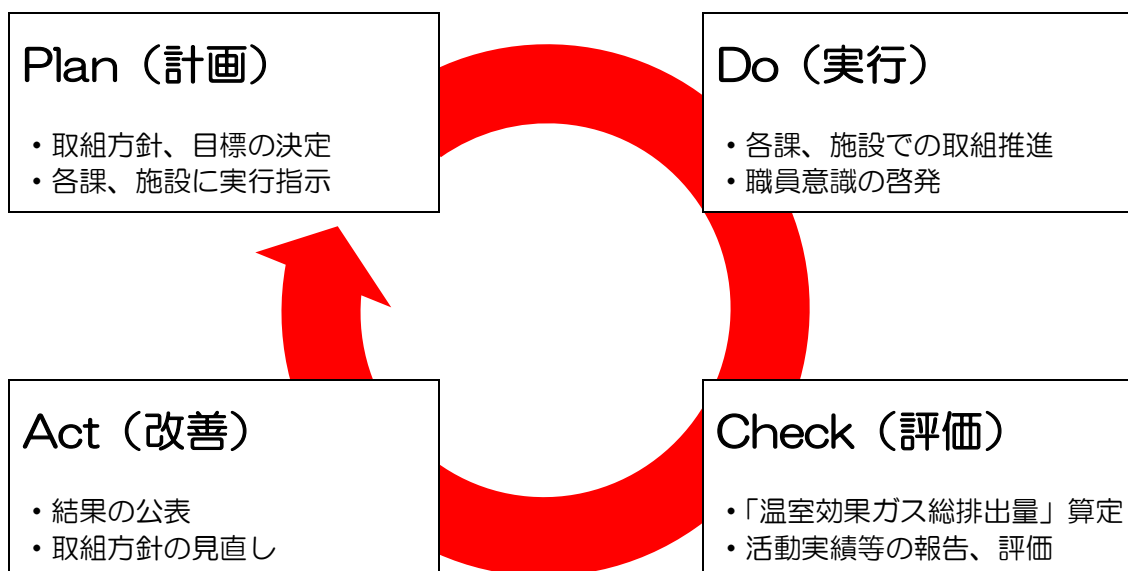 Plan（計画）
・取組方針、目標の決定
・各課、施設に実行指示
Do（実行）
・各課、施設での取組推進
・職員意識の啓発
Act（改善）
・結果の公表
・取組方針の見直し
Check（評価）
・「温室効果ガス総排出量」算定
・活動実績等の報告、評価